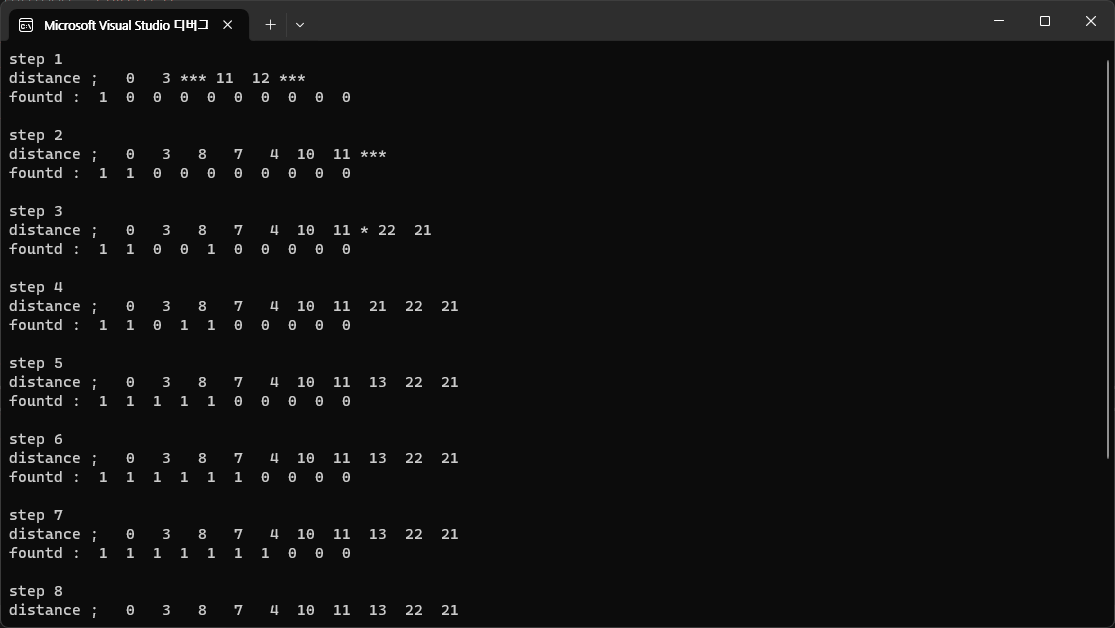 Microsoft Visual Studio 디버그
step 1
distance ;   0   3 *** 11  12 ***
fountd :  1  0  0  0  0  0  0  0  0  0
step 2
distance ;   0   3   8   7   4  10  11 ***
fountd :  1  1  0  0  0  0  0  0  0  0
step 3
distance ;   0   3   8   7   4  10  11 * 22  21
fountd :  1  1  0  0  1  0  0  0  0  0
step 4
distance ;   0   3   8   7   4  10  11  21  22  21
fountd :  1  1  0  1  1  0  0  0  0  0
step 5
distance ;   0   3   8   7   4  10  11  13  22  21
fountd :  1  1  1  1  1  0  0  0  0  0
step 6
distance ;   0   3   8   7   4  10  11  13  22  21
fountd :  1  1  1  1  1  1  0  0  0  0
step 7
distance ;   0   3   8   7   4  10  11  13  22  21
fountd :  1  1  1  1  1  1  1  0  0  0
step 8
distance ;   0   3   8   7   4  10  11  13  22  21